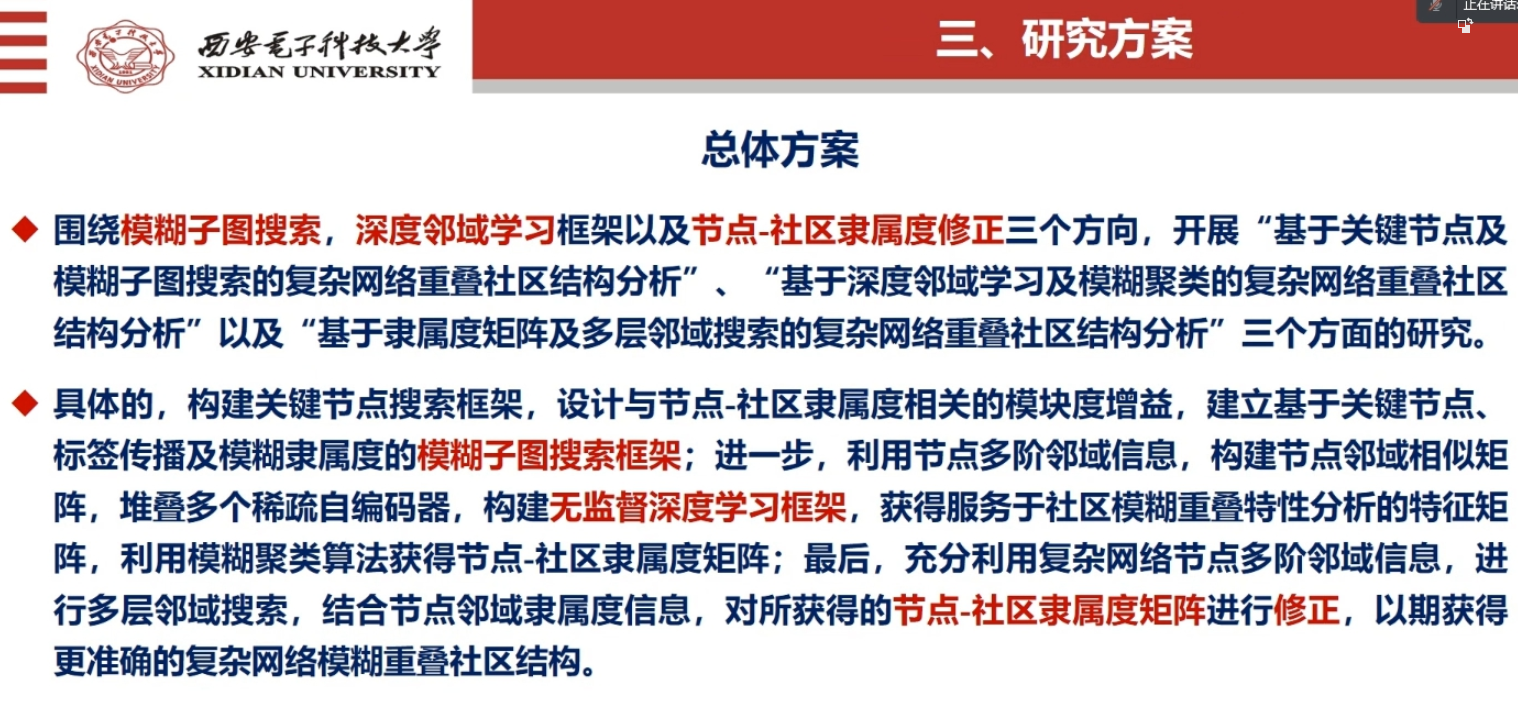 正在讲话
西安电子科技大学
XIDIAN UNIVERSITY
三、研究方案
总体方案
围绕模糊子图搜索，深度邻域学习框架以及节点-社区隶属度修正三个方向，开展“基于关键节点及
模糊子图搜索的复杂网络重叠社区结构分析”、“基于深度邻域学习及模糊聚类的复杂网络重叠社区
结构分析”以及“基于隶属度矩阵及多层邻域搜索的复杂网络重叠社区结构分析”三个方面的研究。
具体的，构建关键节点搜索框架，设计与节点-社区隶属度相关的模块度增益，建立基于关键节点、
标签传播及模糊隶属度的模糊子图搜索框架；进一步，利用节点多阶邻域信息，构建节点邻域相似矩
阵，堆叠多个稀疏自编码器，构建无监督深度学习框架，获得服务于社区模糊重叠特性分析的特征矩
阵，利用模糊聚类算法获得节点-社区隶属度矩阵；最后，充分利用复杂网络节点多阶邻域信息，进
行多层邻域搜索，结合节点邻域隶属度信息，对所获得的节点-社区隶属度矩阵进行修正，以期获得
更准确的复杂网络模糊重叠社区结构。